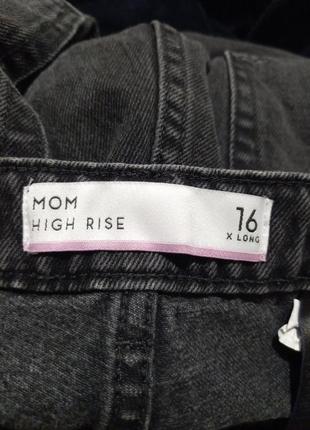 MOM
HIGH RISE
16
X LONG